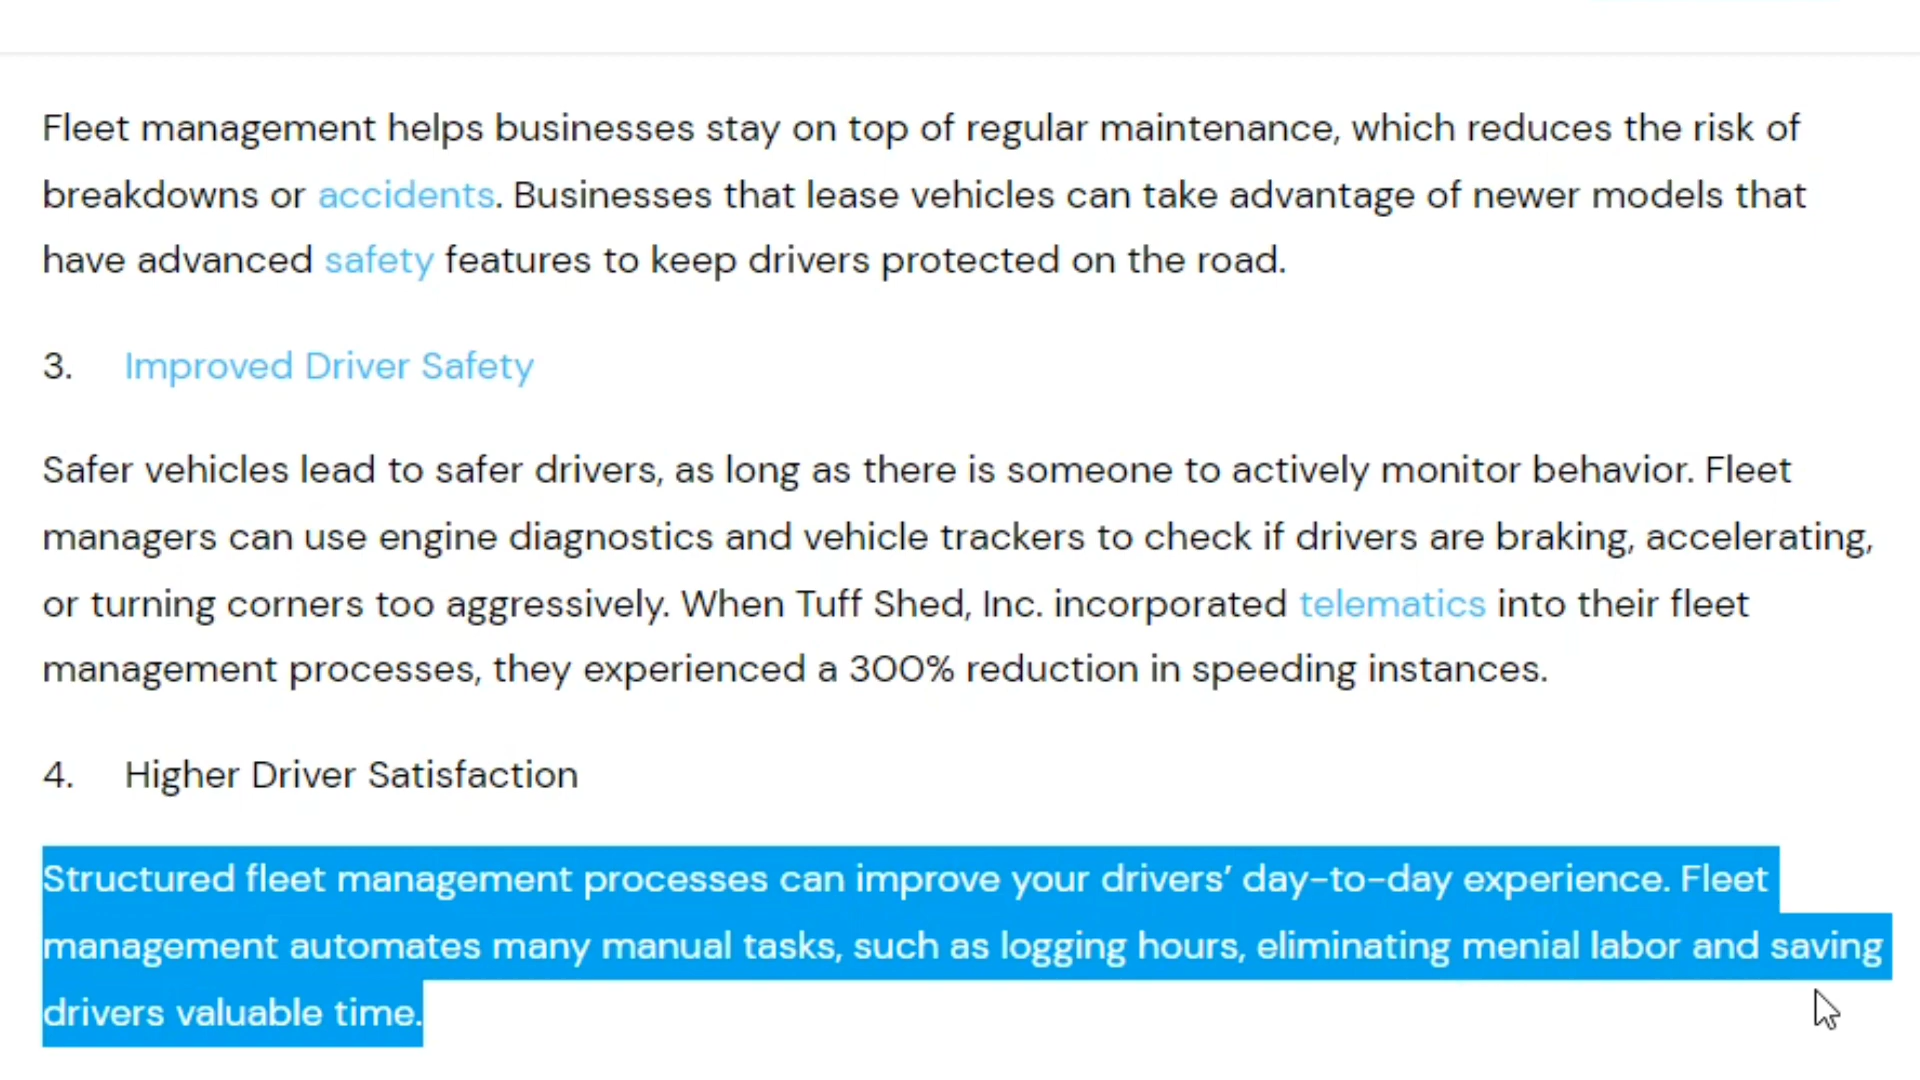 Fleet management helps businesses stay on top of regular maintenance, which reduces the risk of
breakdowns or accidents. Businesses that lease vehicles can take advantage of newer models that
have advanced safety features to keep drivers protected on the road.
3. Improved Driver Safety
Safer vehicles lead to safer drivers, as long as there is someone to actively monitor behavior. Fleet
managers can use engine diagnostics and vehicle trackers to check if drivers are braking, accelerating,
or turning corners too aggressively. When Tuff Shed, Inc. incorporated telematics into their fleet
management processes, they experienced a 300% reduction in speeding instances.
4. Higher Driver Satisfaction
Structured fleet management processes can improve your drivers’ day-to-day experience. Fleet
management automates many manual tasks, such as logging hours, eliminating menial labor and saving
drivers valuable time.